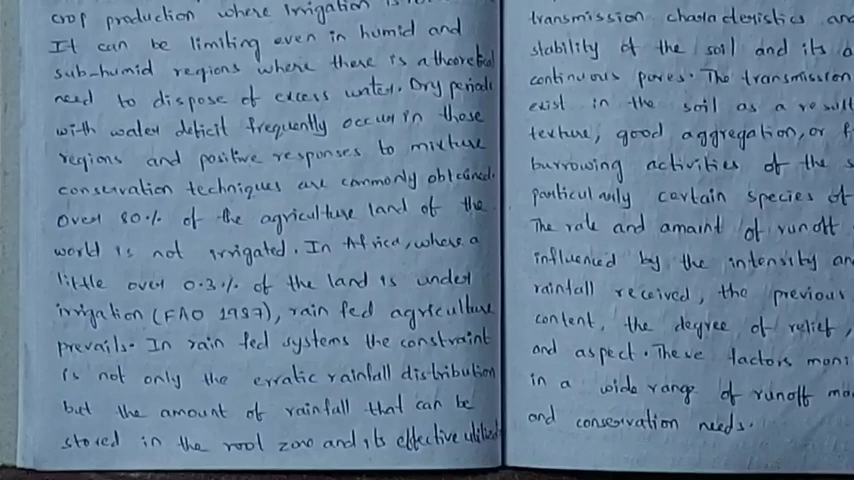 crop production where irrigation is
It can be limiting even in humid and
sub-humid regions where there is a theoretical
need to dispose of excess water. Dry periods
with water deficit frequently occur in those
regions and positive responses to mixture
conservation techniques are commonly obtained.
Over 80% of the agriculture land of the
world is not irrigated. In Africa, where a
little over 0.3% of the land is under
irrigation (FAO 1987), rain fed agriculture
prevails. In rain fed systems the constraint
is not only the erratic rainfall distribution
but the amount of rainfall that can be
stored in the root zone and its effective
transmission characteristics and
stability of the soil and its
continuous pores. The transmission
exist in the soil as a result
texture, good aggregation, or
burrowing activities of the
particularly certain species of
The rate and amaint of runoff
influenced by the intensity
rainfall received, the previous
content, the degree of relief,
and aspect. These factors
in a wide range of runoff
and conservation needs.